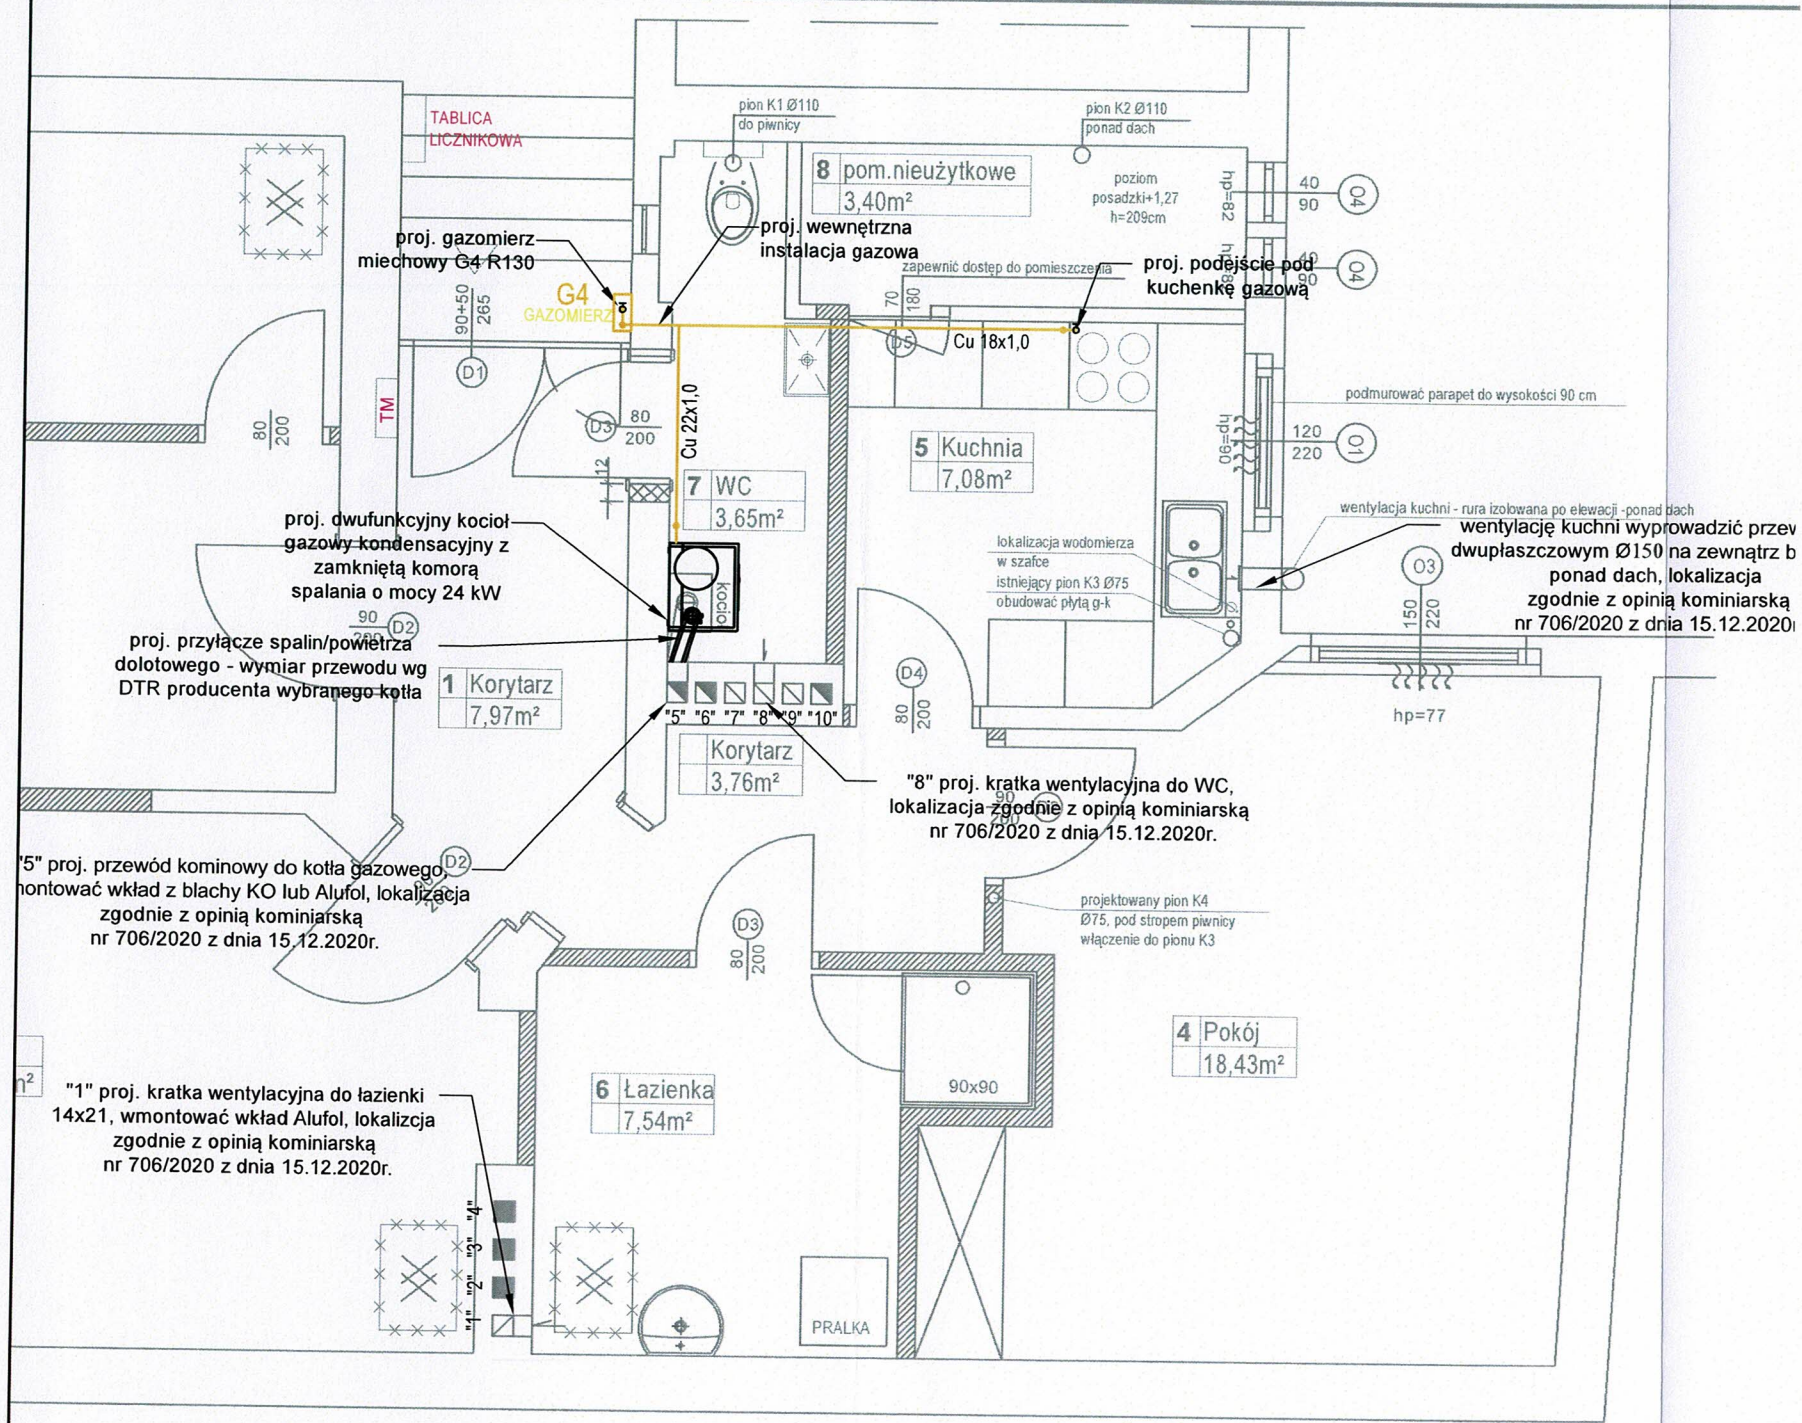 TABLICA
LICZNIKOWA
pion K1 Ø110
do piwnicy
pion K2 Ø110
ponad dach
8 pom.nieużytkowe
3,40m²
poziom
posadzki+1,27
h=209cm
hp=82
40
90
O4
proj. gazomierz
miechowy G4 R130
proj. wewnętrzna
instalacja gazowa
zapewnić dostęp do pomieszczenia
proj. podejście pod
kuchenkę gazową
40
90
O4
G4
GAZOMIERZ
90+50
265
D1
70
180
D5
Cu 18x1,0
Cu 22x1,0
TM
80
200
D3
80
200
12
podmurować parapet do wysokości 90 cm
hp=90
120
220
O1
5 Kuchnia
7,08m²
7 WC
3,65m²
proj. dwufunkcyjny kocioł
gazowy kondensacyjny z
zamkniętą komorą
spalania o mocy 24 kW
kocioł
lokalizacja wodomierza
w szafce
istniejący pion K3 Ø75
obudować płytą g-k
wentylacja kuchni - rura izolowana po elewacji -ponad dach
wentylację kuchni wyprowadzić przew
dwupłaszczowym Ø150 na zewnątrz b
ponad dach, lokalizacja
zgodnie z opinią kominiarską
nr 706/2020 z dnia 15.12.2020r
O3
150
220
90
200
D2
proj. przyłącze spalin/powietrza
dolotowego - wymiar przewodu wg
DTR producenta wybranego kotła
1 Korytarz
7,97m²
"5" "6" "7" "8" "9" "10"
D4
80
200
hp=77
Korytarz
3,76m²
"8" proj. kratka wentylacyjna do WC,
lokalizacja zgodnie z opinią kominiarską
nr 706/2020 z dnia 15.12.2020r.
90
200
"5" proj. przewód kominowy do kotła gazowego,
montować wkład z blachy KO lub Alufol, lokalizacja
zgodnie z opinią kominiarską
nr 706/2020 z dnia 15.12.2020r.
D2
90
200
D3
80
200
projektowany pion K4
Ø75, pod stropem piwnicy
włączenie do pionu K3
4 Pokój
18,43m²
90x90
6 Łazienka
7,54m²
m²
"1" proj. kratka wentylacyjna do łazienki
14x21, wmontować wkład Alufol, lokalizcja
zgodnie z opinią kominiarską
nr 706/2020 z dnia 15.12.2020r.
"4"
"3"
"2"
"1"
PRALKA